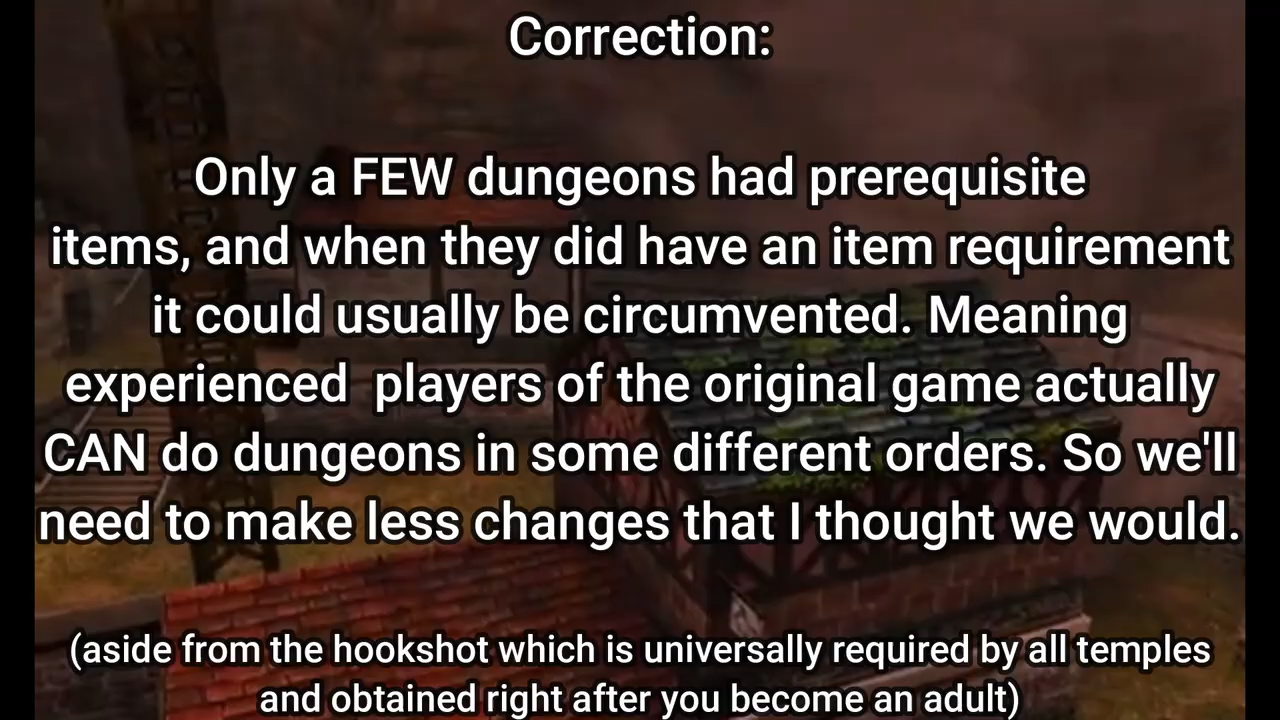 Correction:
Only a FEW dungeons had prerequisite
items, and when they did have an item requirement
it could usually be circumvented. Meaning
experienced  players of the original game actually
CAN do dungeons in some different orders. So we'll
need to make less changes that I thought we would.
(aside from the hookshot which is universally required by all temples
and obtained right after you become an adult)